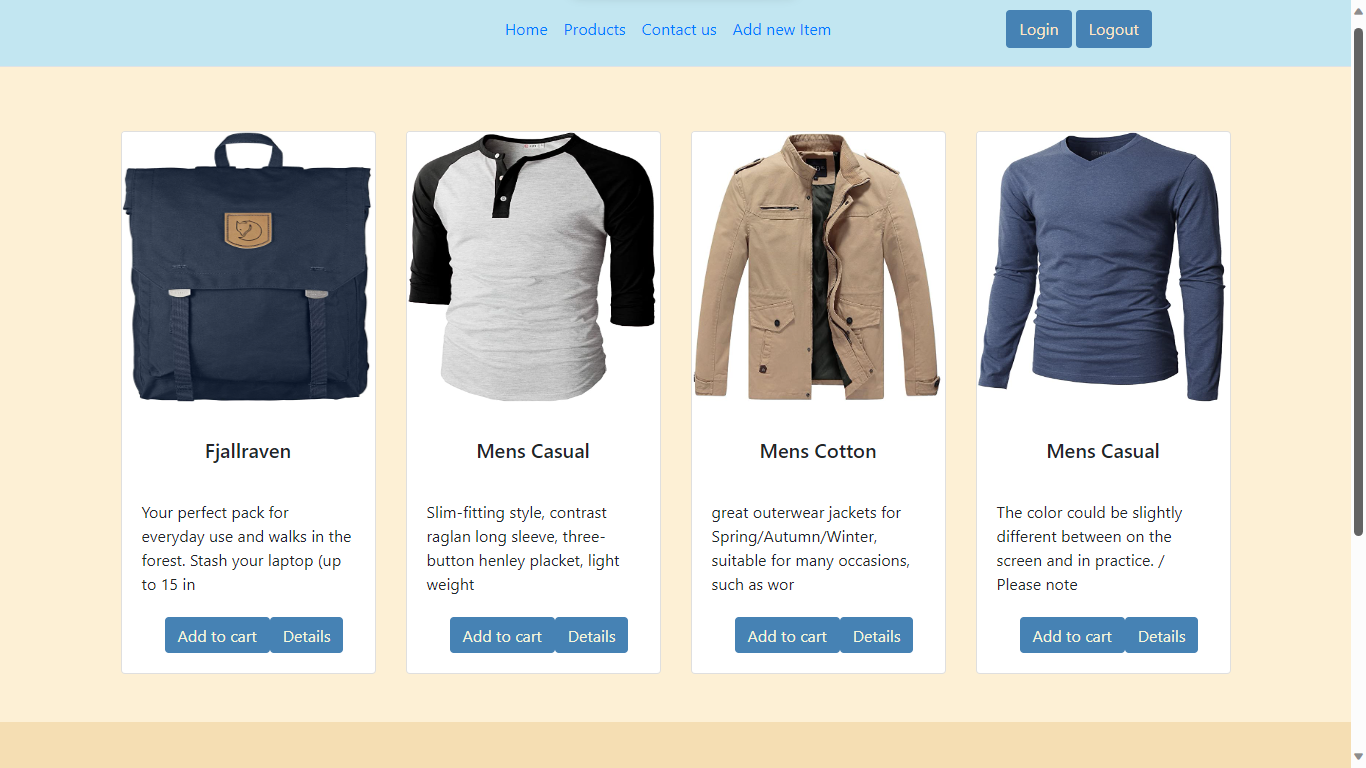 Home Products Contact us Add new Item Login Logout
Fjallraven
Your perfect pack for
everyday use and walks in the
forest. Stash your laptop (up
to 15 in
Add to cart Details
Mens Casual
Slim-fitting style, contrast
raglan long sleeve, three-
button henley placket, light
weight
Add to cart Details
Mens Cotton
great outerwear jackets for
Spring/Autumn/Winter,
suitable for many occasions,
such as wor
Add to cart Details
Mens Casual
The color could be slightly
different between on the
screen and in practice. /
Please note
Add to cart Details